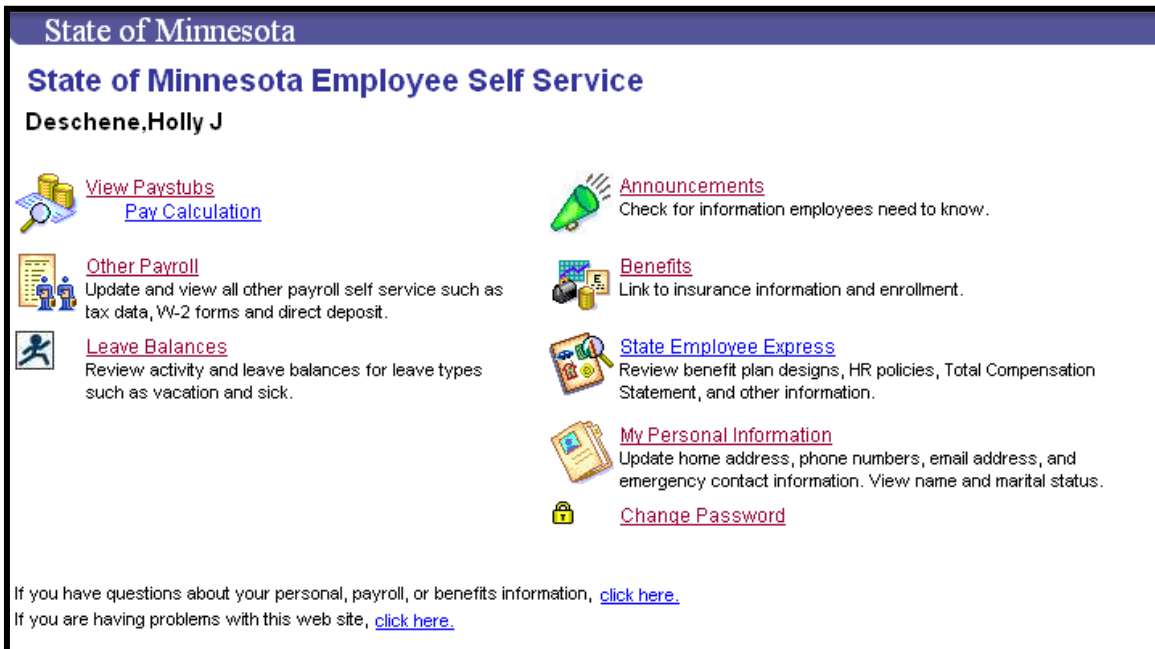 State of Minnesota
State of Minnesota Employee Self Service
Deschene,Holly J
View Paystubs
Pay Calculation
Other Payroll
Update and view all other payroll self service such as
tax data, W-2 forms and direct deposit.
Leave Balances
Review activity and leave balances for leave types
such as vacation and sick.
Announcements
Check for information employees need to know.
Benefits
Link to insurance information and enrollment.
State Employee Express
Review benefit plan designs, HR policies, Total Compensation
Statement, and other information.
My Personal Information
Update home address, phone numbers, email address, and
emergency contact information. View name and marital status.
Change Password
If you have questions about your personal, payroll, or benefits information, click here.
If you are having problems with this web site, click here.